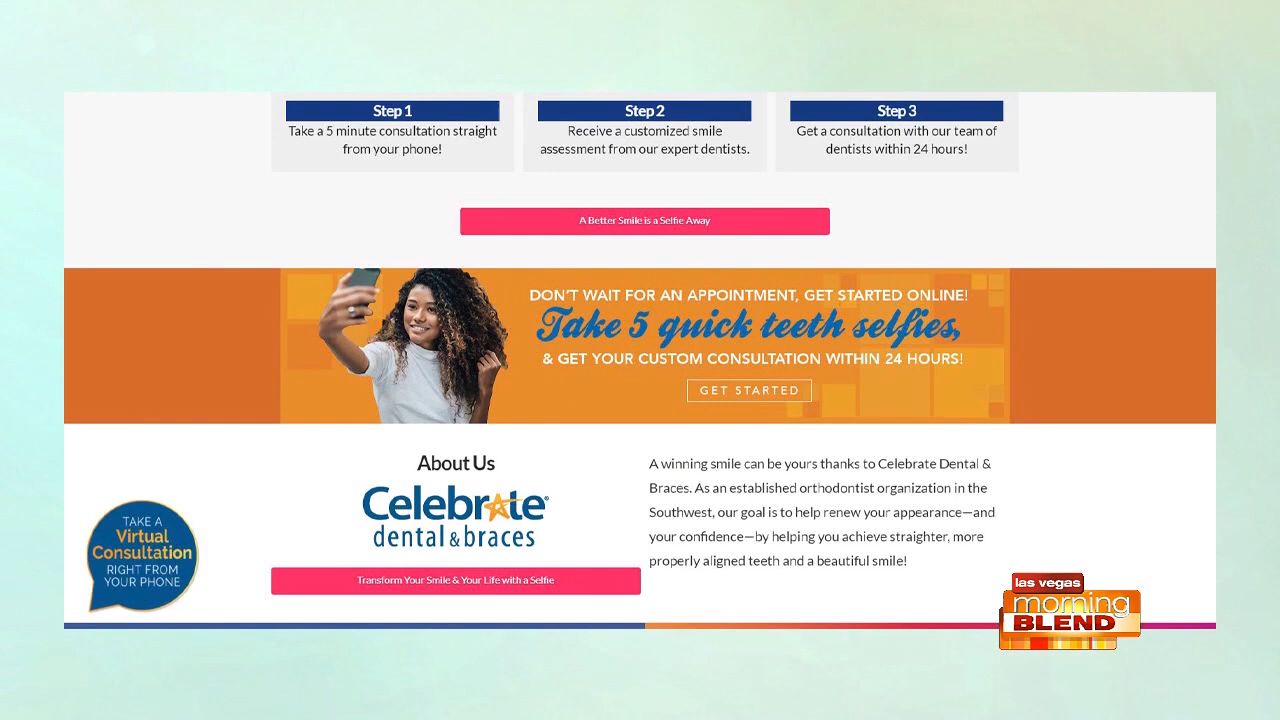 Step 1
Take a 5 minute consultation straight
from your phone!
Step 2
Receive a customized smile
assessment from our expert dentists.
Step 3
Get a consultation with our team of
dentists within 24 hours!
A Better Smile is a Selfie Away
DON'T WAIT FOR AN APPOINTMENT, GET STARTED ONLINE!
Take 5 quick teeth selfies,
& GET YOUR CUSTOM CONSULTATION WITHIN 24 HOURS!
GET STARTED
About Us
Celebrate®
dental & braces
Transform Your Smile & Your Life with a Selfie
A winning smile can be yours thanks to Celebrate Dental &
Braces. As an established orthodontist organization in the
Southwest, our goal is to help renew your appearance—and
your confidence—by helping you achieve straighter, more
properly aligned teeth and a beautiful smile!
TAKE A
Virtual
Consultation
RIGHT FROM
YOUR PHONE
las vegas
morning
BLEND